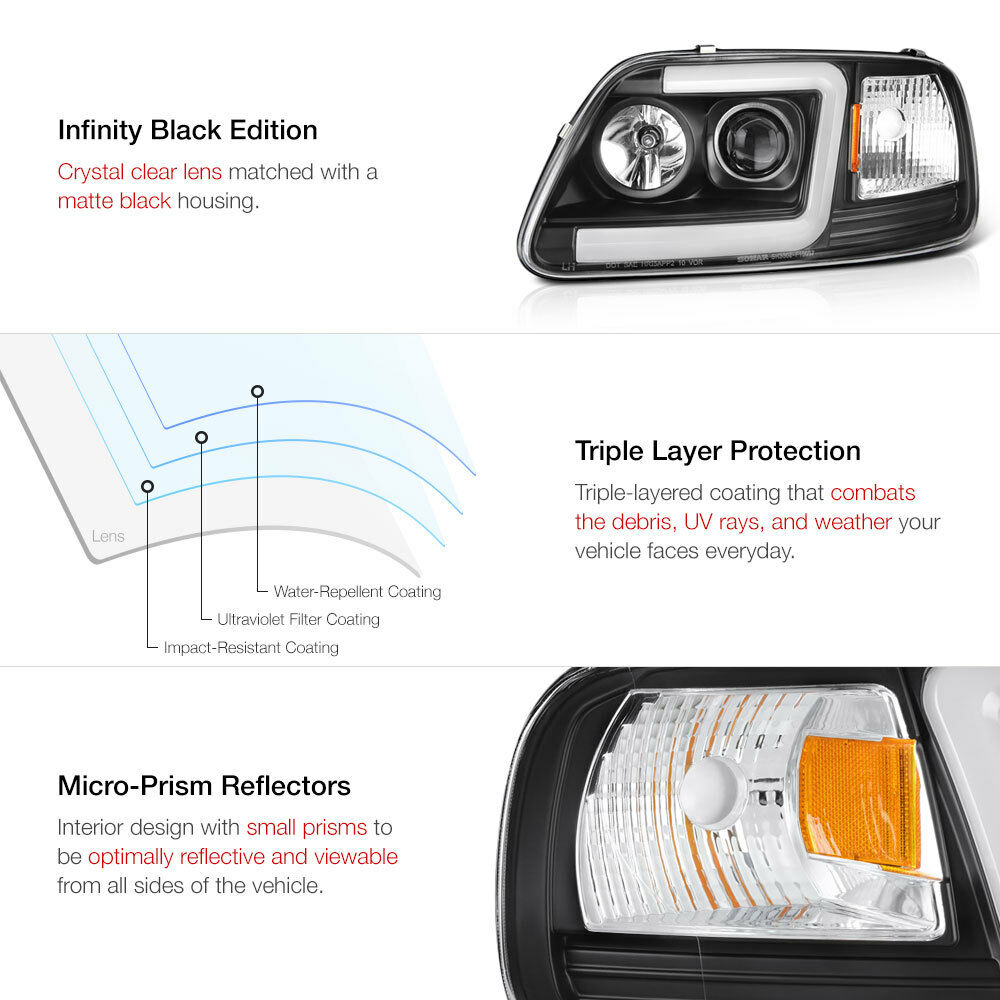 Infinity Black Edition
Crystal clear lens matched with a
matte black housing.
LH
DOT SAE HRI5APP2 10 VOR
SONAR
Lens
Water-Repellent Coating
Ultraviolet Filter Coating
Impact-Resistant Coating
Triple Layer Protection
Triple-layered coating that combats
the debris, UV rays, and weather your
vehicle faces everyday.
Micro-Prism Reflectors
Interior design with small prisms to
be optimally reflective and viewable
from all sides of the vehicle.